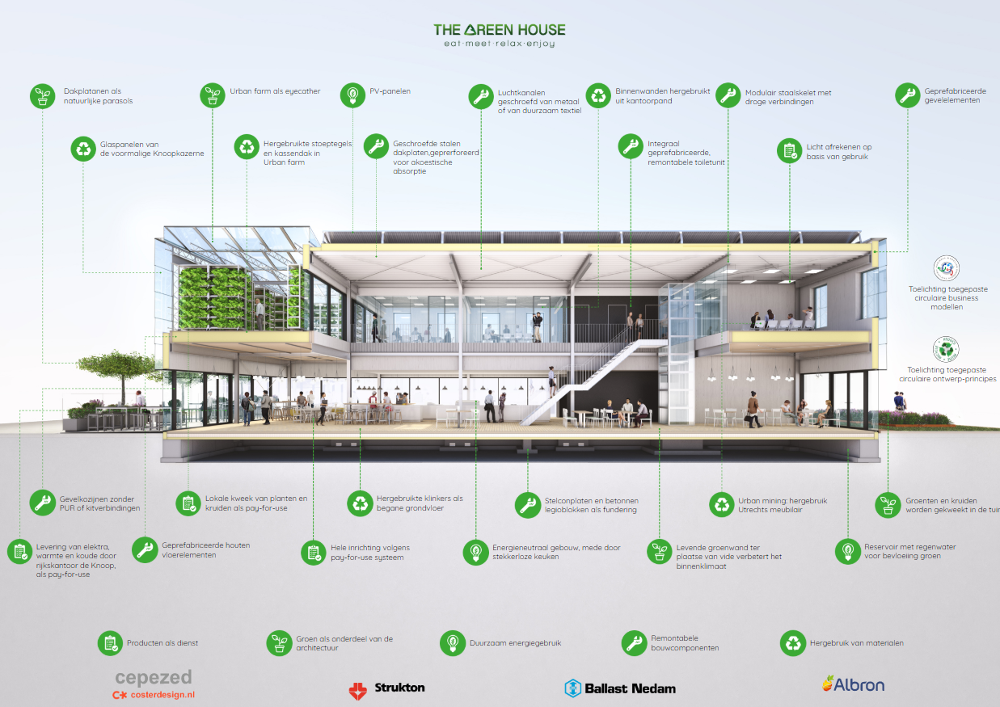 THE GREEN HOUSE
eat·meet·relax·enjoy
Dakplatanen als
natuurlijke parasols
Urban farm als eyecather
PV-panelen
Luchtkanalen
geschroefd van metaal
of van duurzaam textiel
Binnenwanden hergebruikt
uit kantoorpand
Modulair staalskelet met
droge verbindingen
Geprefabriceerde
gevelelementen
Glaspanelen van
de voormalige Knoopkazerne
Hergebruikte stoeptegels
en kassendak in
Urban farm
Geschroefde stalen
dakplaten,geprerforeerd
voor akoestische
absorptie
Integraal
geprefabriceerde,
remontabele toiletunit
Licht afrekenen op
basis van gebruik
Toelichting toegepaste
circulaire business
modellen
Toelichting toegepaste
circulaire ontwerp-principes
Gevelkozijnen zonder
PUR of kitverbindingen
Lokale kweek van planten en
kruiden als pay-for-use
Hergebruikte klinkers als
begane grondvloer
Stelconplaten en betonnen
legioblokken als fundering
Urban mining: hergebruik
Utrechts meubilair
Groenten en kruiden
worden gekweekt in de tuin
Levering van elektra,
warmte en koude door
rijkskantoor de Knoop,
als pay-for-use
Geprefabriceerde houten
vloerelementen
Hele inrichting volgens
pay-for-use systeem
Energieneutraal gebouw, mede door
stekkerloze keuken
Levende groenwand ter
plaatse van vide verbetert het
binnenklimaat
Reservoir met regenwater
voor bevloeiing groen
Producten als dienst
Groen als onderdeel van de
architectuur
Duurzaam energiegebruik
Remontabele
bouwcomponenten
Hergebruik van materialen
cepezed
costerdesign.nl
Strukton
Ballast Nedam
Albron